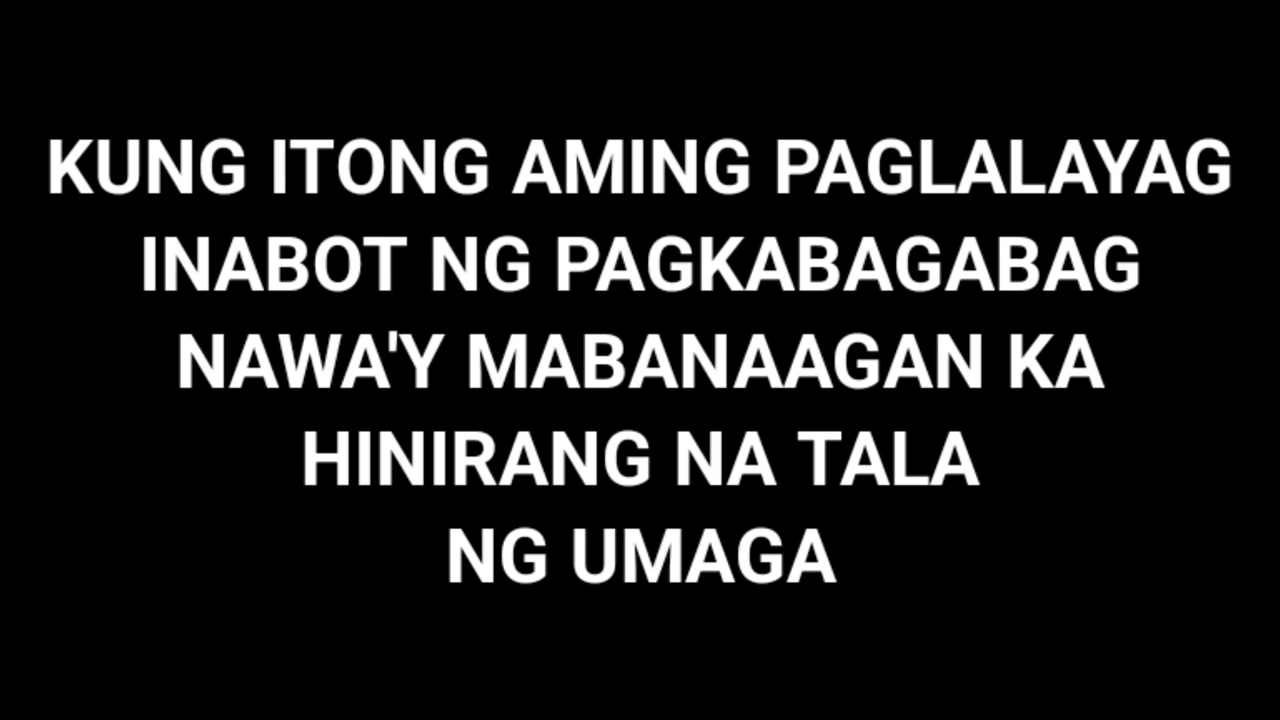 KUNG ITONG AMING PAGLALAYAG
INABOT NG PAGKABAGABAG
NAWA'Y MABANAAGAN KA
HINIRANG NA TALA
NG UMAGA